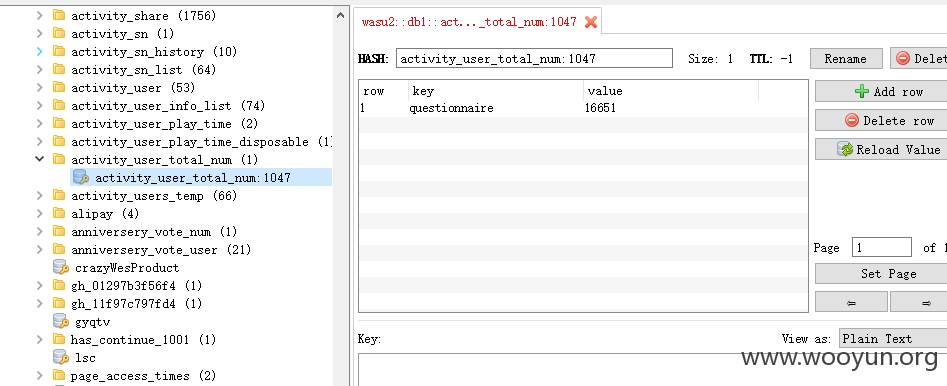 activity_share (1756)
activity_sn (1)
activity_sn_history (10)
activity_sn_list (64)
activity_user (53)
activity_user_info_list (74)
activity_user_play_time (2)
activity_user_play_time_disposable (1)
activity_user_total_num (1)
activity_user_total_num:1047
activity_users_temp (66)
alipay (4)
anniversery_vote_num (1)
anniversery_vote_user (21)
crazyWesProduct
gh_01297b3f56f4 (1)
gh_11f97c797fd4 (1)
gyqtv
has_continue_1001 (1)
lsc
page_access_times (2)
wasu2::db1::act..._total_num:1047
HASH: activity_user_total_num:1047 Size: 1 TTL: -1 Rename Delet
row key value
1 questionnaire 16651
Add row
Delete row
Reload Value
Page 1 of 1
Set Page
Key: View as: Plain Text
www.wooyun.org